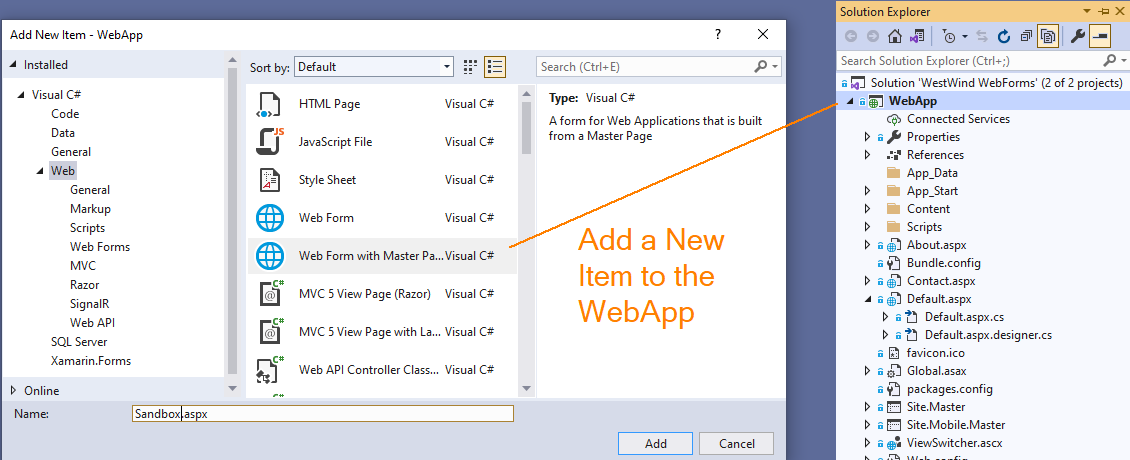 Add New Item - WebApp
?
Installed
Visual C#
Code
Data
General
Web
General
Markup
Scripts
Web Forms
MVC
Razor
SignalR
Web API
SQL Server
Xamarin.Forms
Online
Sort by: Default
HTML Page Visual C#
JavaScript File Visual C#
Style Sheet Visual C#
Web Form Visual C#
Web Form with Master Pa... Visual C#
MVC 5 View Page (Razor) Visual C#
MVC 5 View Page with La... Visual C#
Web API Controller Class... Visual C#
Search (Ctrl+E)
Type: Visual C#
A form for Web Applications that is built
from a Master Page
Name: Sandbox.aspx
Add Cancel
Add a New
Item to the
WebApp
Solution Explorer
Search Solution Explorer (Ctrl+;)
Solution 'WestWind WebForms' (2 of 2 projects)
WebApp
Connected Services
Properties
References
App_Data
App_Start
Content
Scripts
About.aspx
Bundle.config
Contact.aspx
Default.aspx
Default.aspx.cs
Default.aspx.designer.cs
favicon.ico
Global.asax
packages.config
Site.Master
Site.Mobile.Master
ViewSwitcher.ascx
Web.config